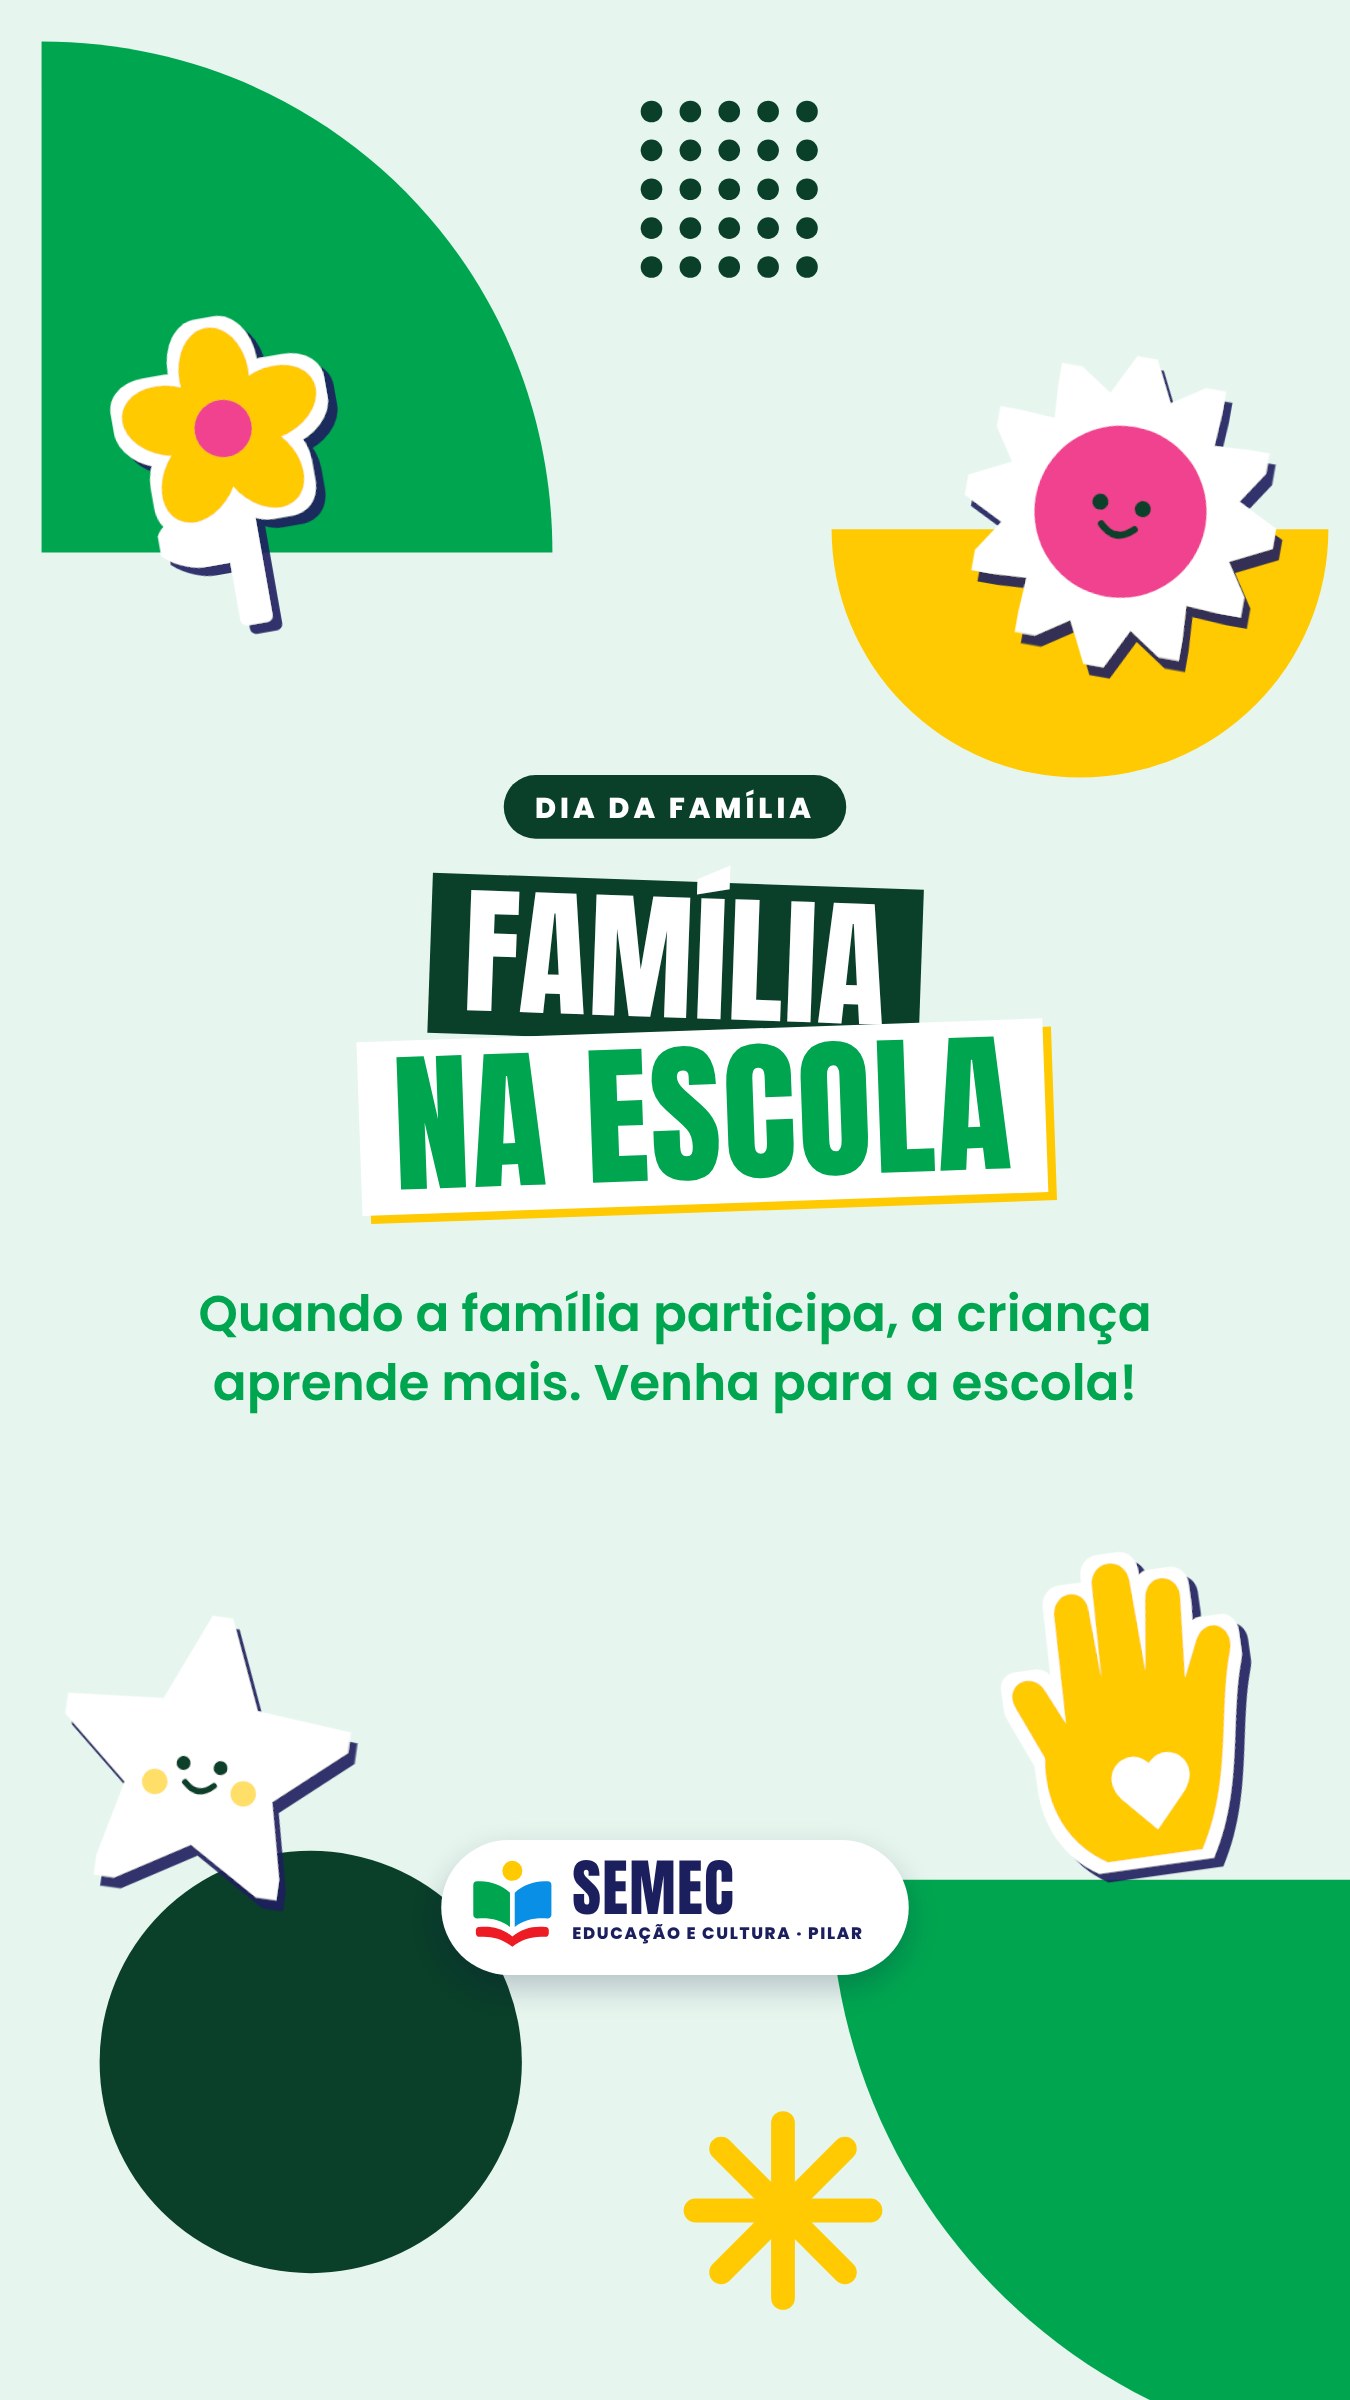 DIA DA FAMÍLIA
FAMÍLIA
NA ESCOLA
Quando a família participa, a criança
aprende mais. Venha para a escola!
SEMEC
EDUCAÇÃO E CULTURA · PILAR